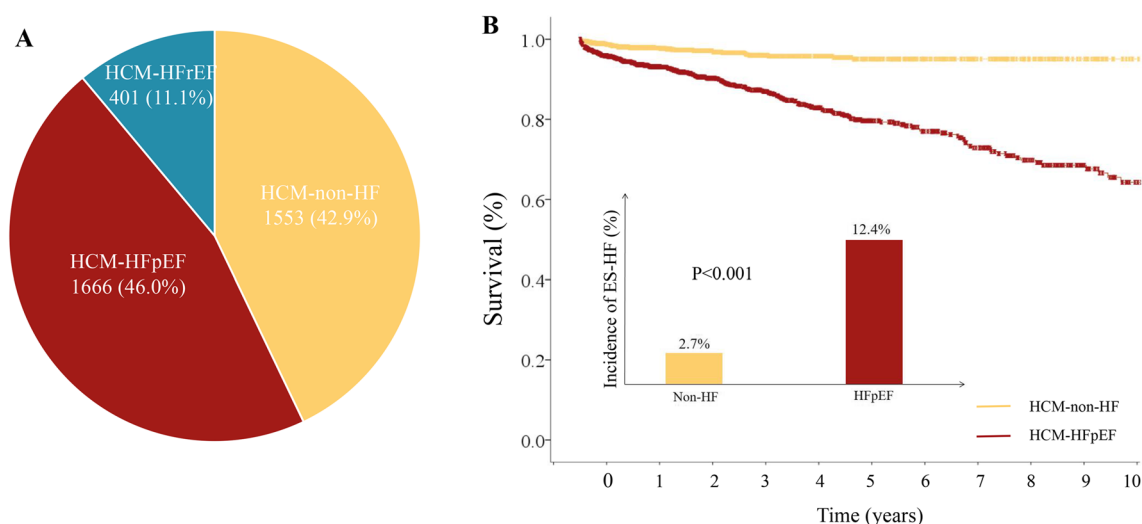 A
HCM-HFrEF
401 (11.1%)
HCM-non-HF
1553 (42.9%)
HCM-HFpEF
1666 (46.0%)
B
Survival (%)
1.0
0.8
0.6
0.4
0.2
0.0
Incidence of ES-HF (%)
P<0.001
2.7%
12.4%
Non-HF
HFpEF
HCM-non-HF
HCM-HFpEF
0 1 2 3 4 5 6 7 8 9 10
Time (years)